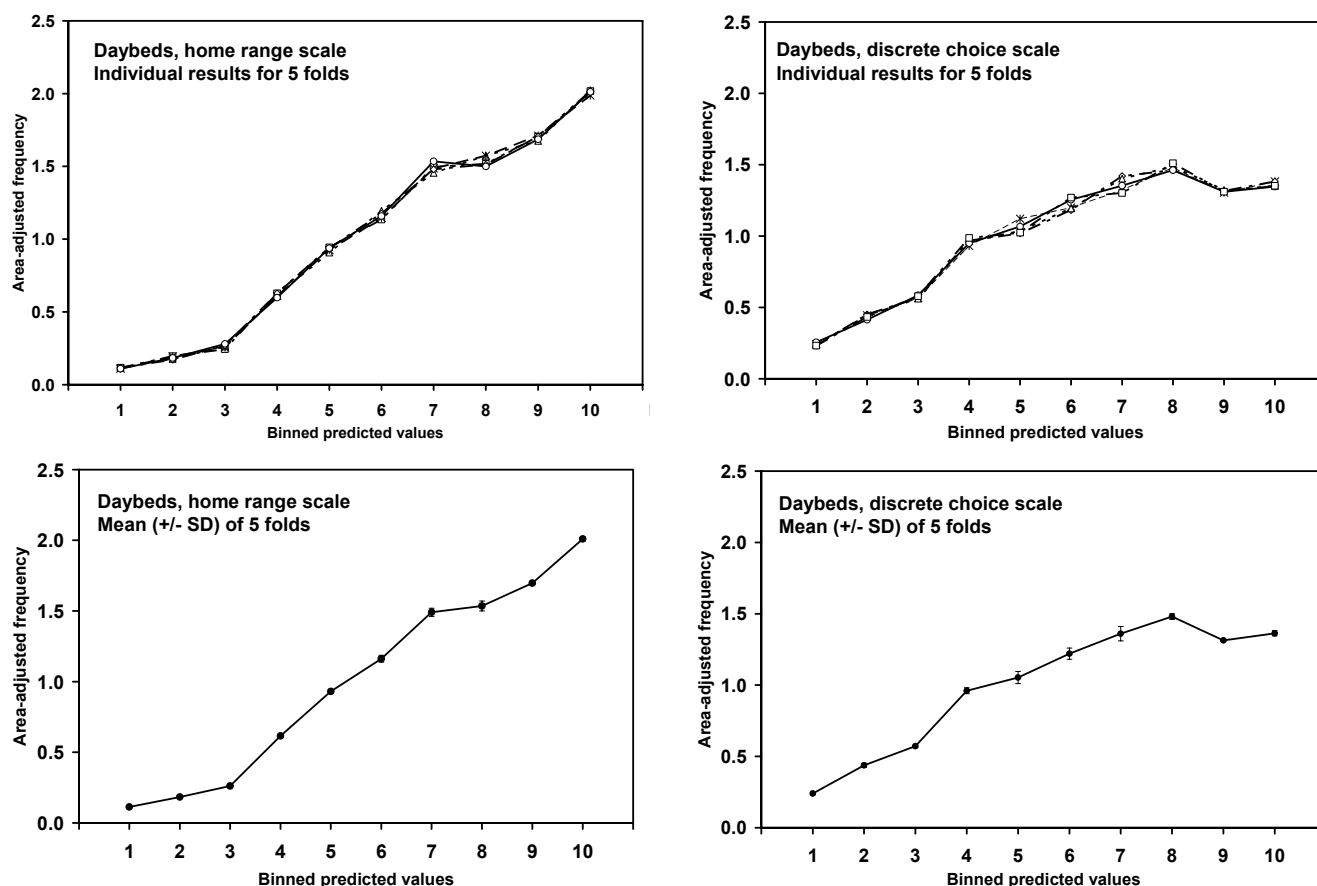 2.5
2.0
1.5
1.0
0.5
0.0
Area-adjusted frequency
Daybeds, home range scale
Individual results for 5 folds
1 2 3 4 5 6 7 8 9 10
Binned predicted values
2.5
2.0
1.5
1.0
0.5
0.0
Area-adjusted frequency
Daybeds, discrete choice scale
Individual results for 5 folds
1 2 3 4 5 6 7 8 9 10
Binned predicted values
2.5
2.0
1.5
1.0
0.5
0.0
Area-adjusted frequency
Daybeds, home range scale
Mean (+/- SD) of 5 folds
1 2 3 4 5 6 7 8 9 10
Binned predicted values
2.5
2.0
1.5
1.0
0.5
0.0
Area-adjusted frequency
Daybeds, discrete choice scale
Mean (+/- SD) of 5 folds
1 2 3 4 5 6 7 8 9 10
Binned predicted values